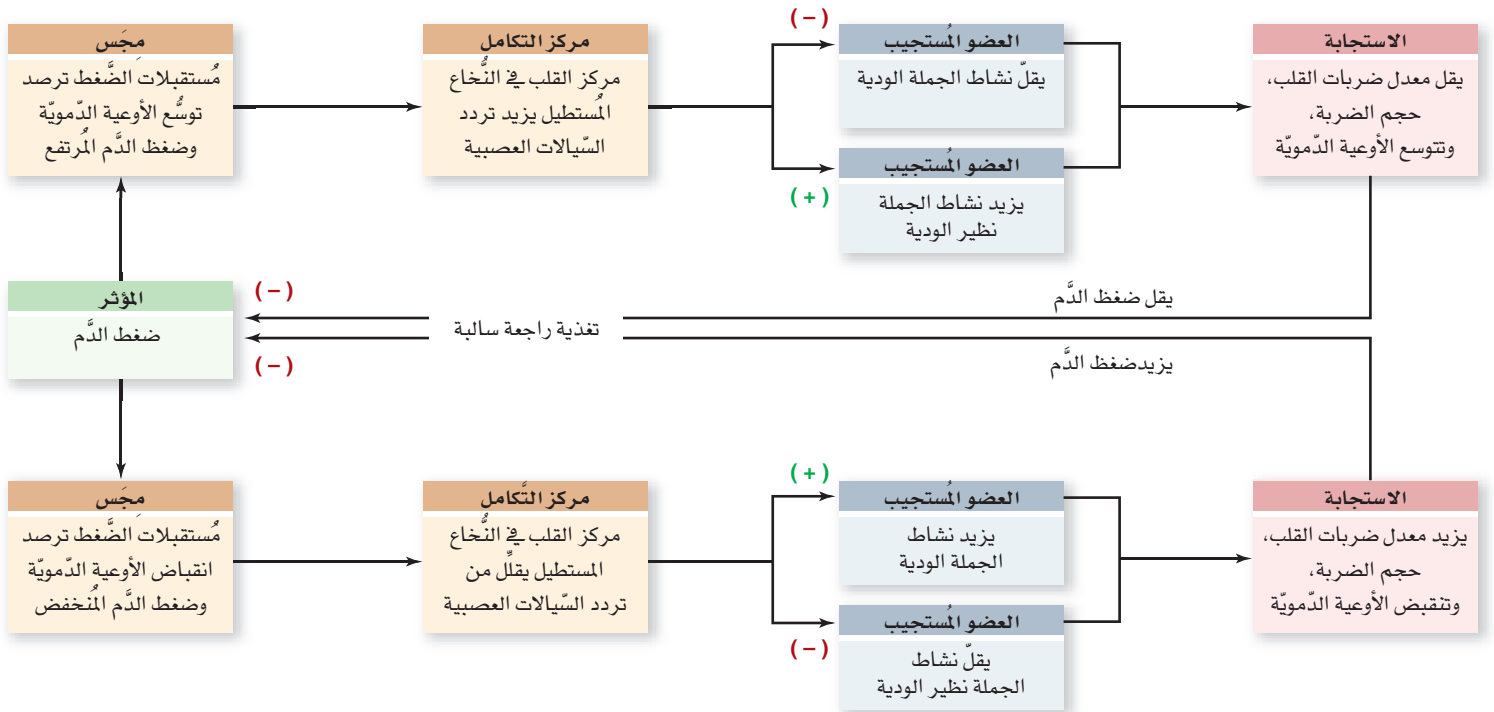 مِجَس
مُستقبلات الضَّغط ترصد
توسُّع الأوعية الدّمويّة
وضغظ الدَّم المُرتفع
مركز التكامل
مركز القلب في النُّخاع
المُستطيل يزيد تردد
السّيالات العصبية
(−)
العضو المُستجيب
يقلّ نشاط الجملة الودية
العضو المُستجيب
(+)
يزيد نشاط الجملة
نظير الودية
الاستجابة
يقل معدل ضربات القلب،
حجم الضربة،
وتتوسع الأوعية الدّمويّة
المؤثر
ضغط الدَّم
(−)
يقل ضغظ الدَّم
تغذية راجعة سالبة
(−)
يزيدضغظ الدَّم
مِجَس
مُستقبلات الضَّغط ترصد
انقباض الأوعية الدّمويّة
وضغط الدَّم المُنخفض
مركز التَّكامل
مركز القلب في النُّخاع
المستطيل يقلِّل من
تردد السّيالات العصبية
(+)
العضو المُستجيب
يزيد نشاط
الجملة الودية
العضو المُستجيب
(−)
يقلّ نشاط
الجملة نظير الودية
الاستجابة
يزيد معدل ضربات القلب،
حجم الضربة،
وتنقبض الأوعية الدّمويّة